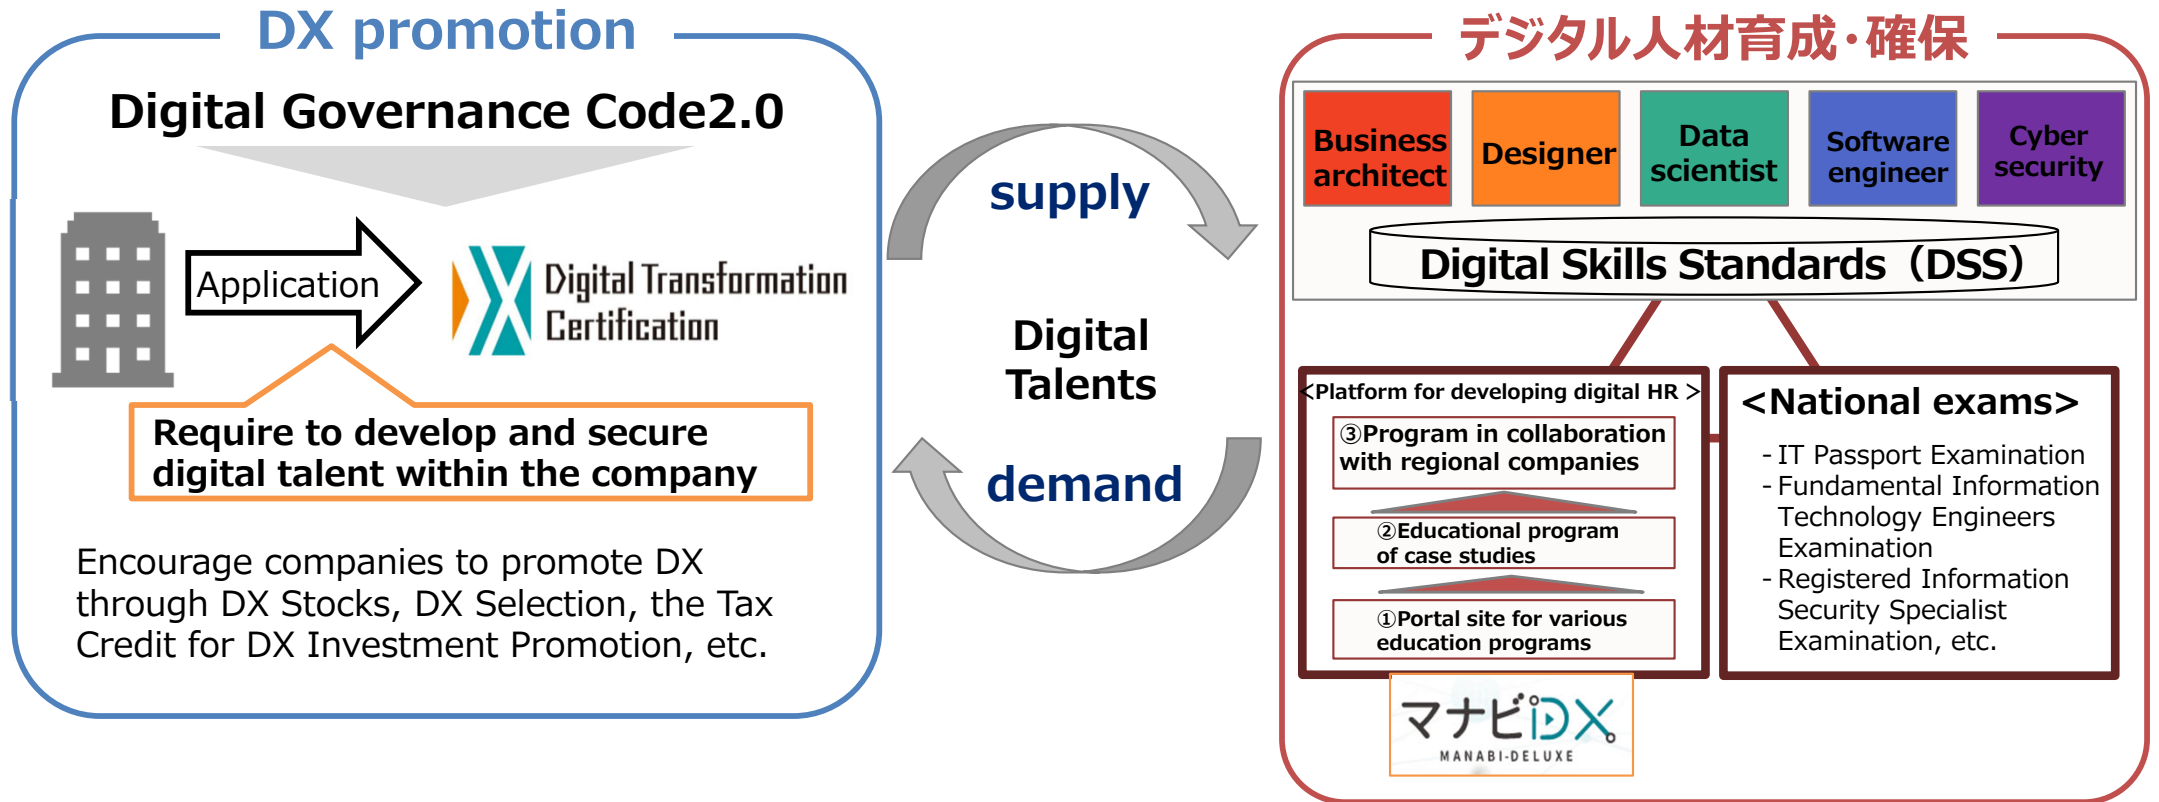 DX promotion
Digital Governance Code2.0
Application
Digital Transformation
Certification
Require to develop and secure
digital talent within the company
Encourage companies to promote DX
through DX Stocks, DX Selection, the Tax
Credit for DX Investment Promotion, etc.
supply
Digital
Talents
demand
デジタル人材育成・確保
Business
architect
Designer
Data
scientist
Software
engineer
Cyber
security
Digital Skills Standards（DSS）
<Platform for developing digital HR >
③Program in collaboration
with regional companies
②Educational program
of case studies
①Portal site for various
education programs
マナビDX
MANABI-DELUXE
<National exams>
- IT Passport Examination
- Fundamental Information
Technology Engineers
Examination
- Registered Information
Security Specialist
Examination, etc.